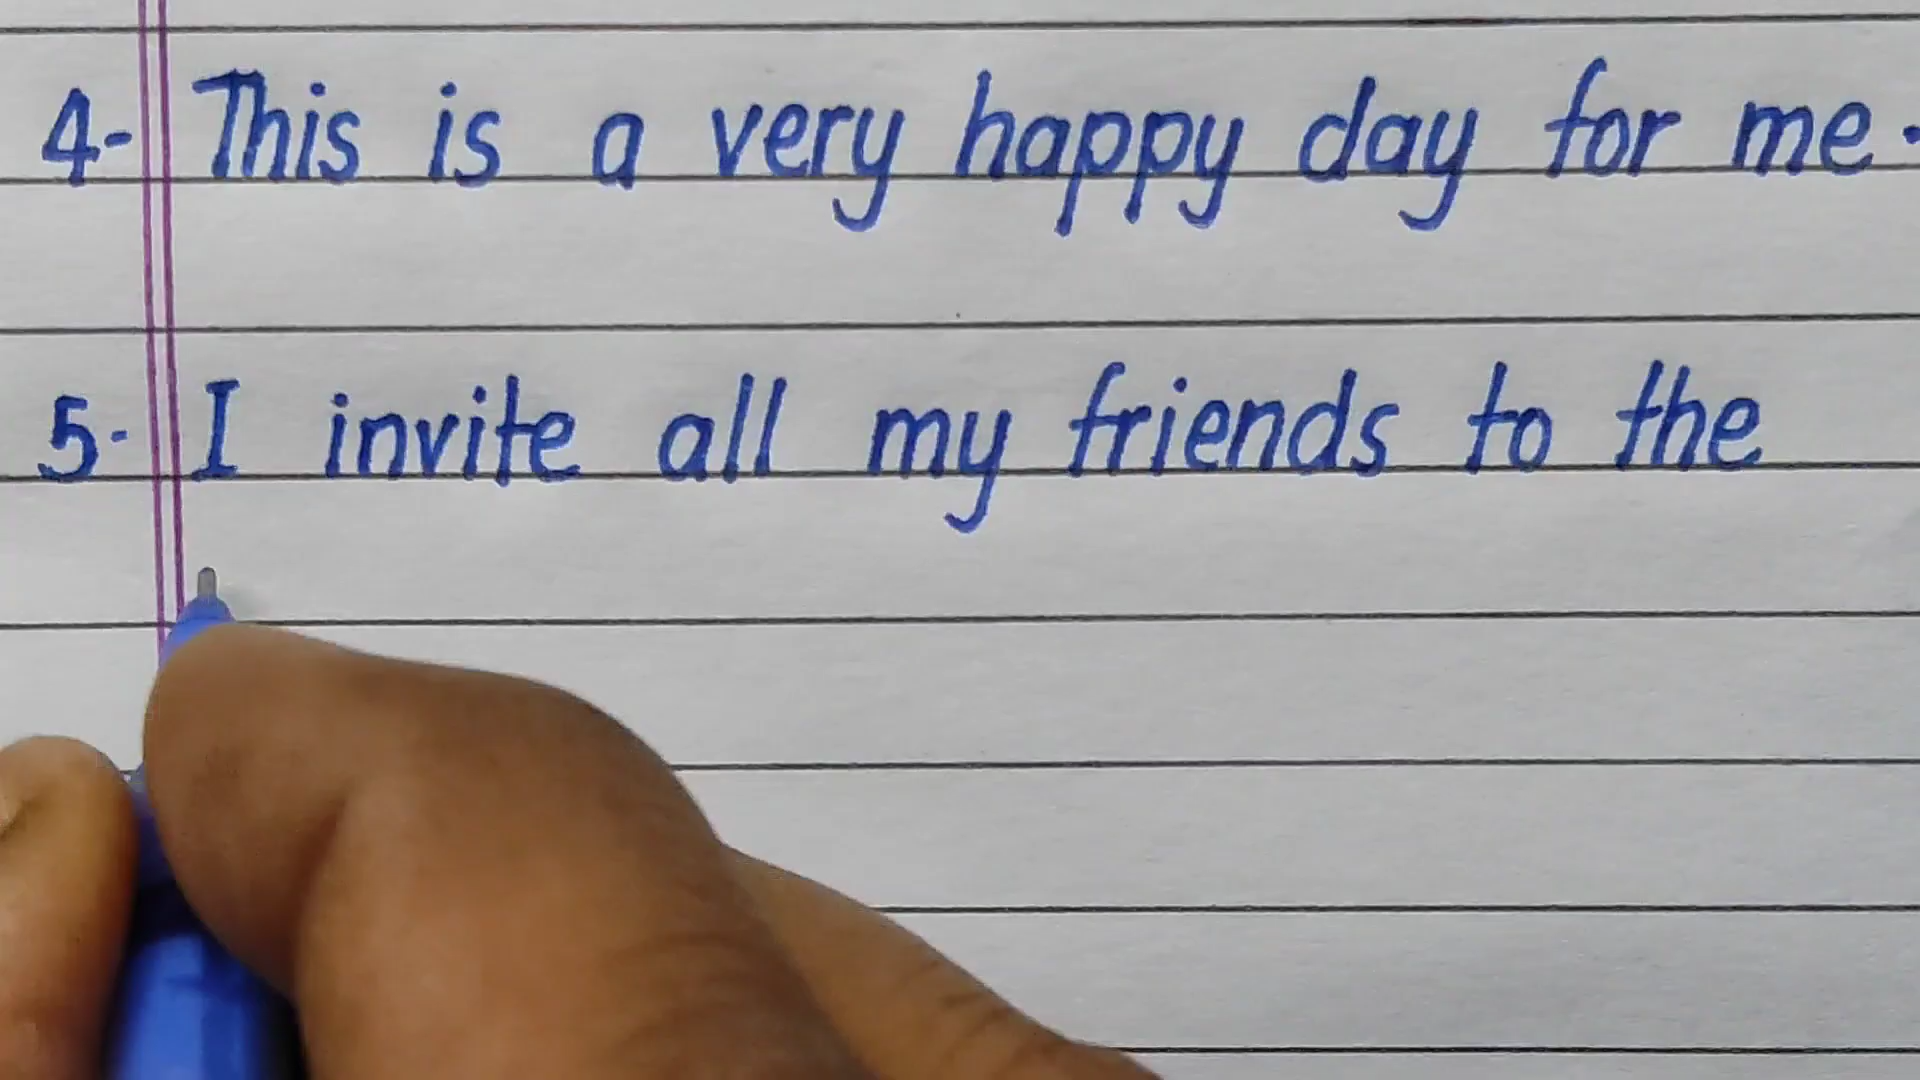 4- This is a very happy day for me.
5- I invite all my friends to the